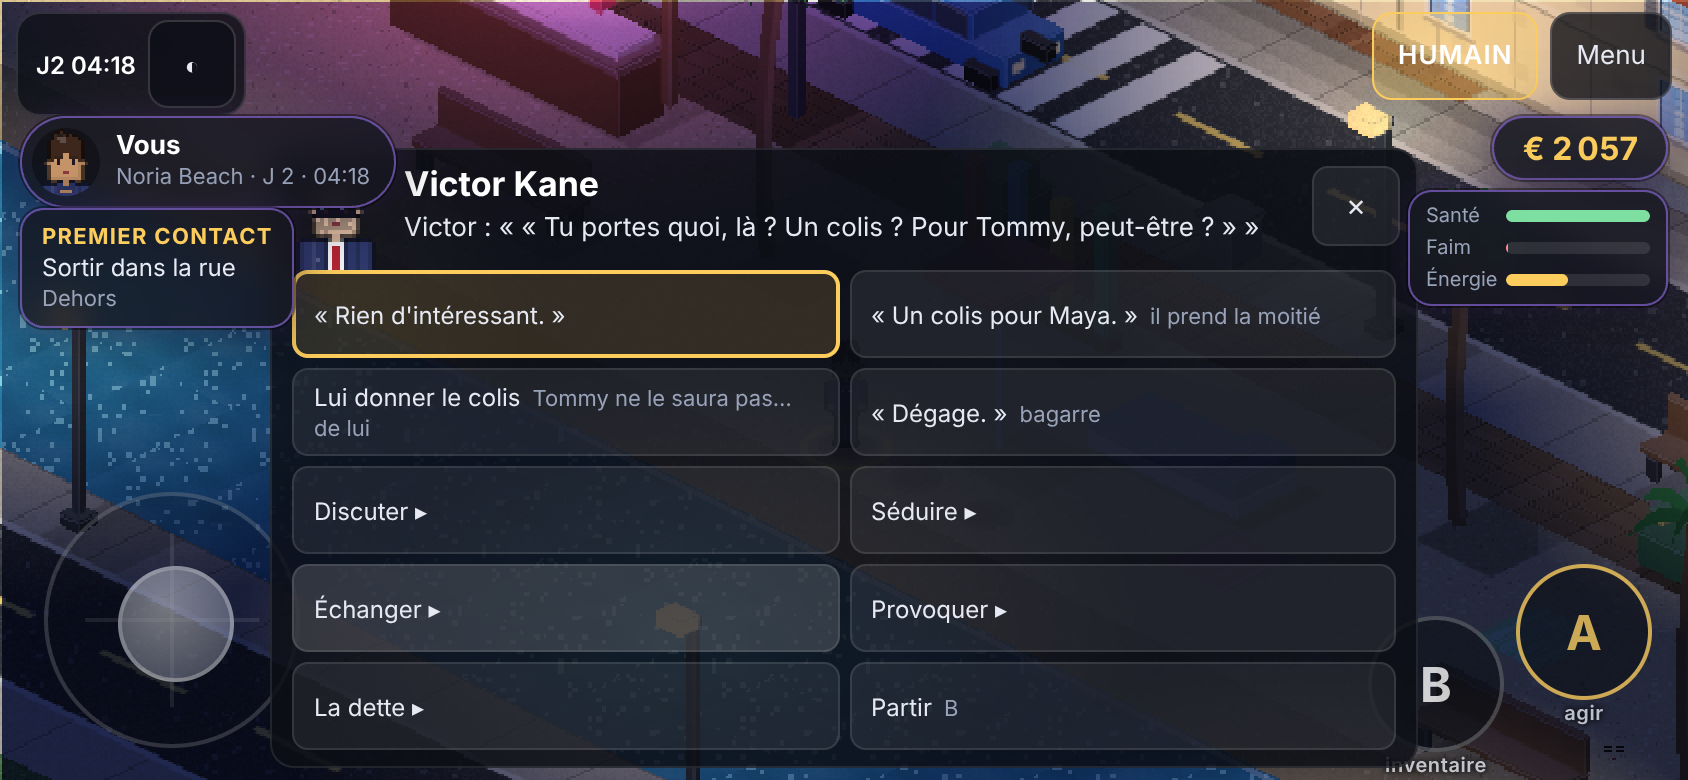 J2 04:18
HUMAIN
Menu
Vous
Noria Beach · J 2 · 04:18
€ 2 057
PREMIER CONTACT
Sortir dans la rue
Dehors
Victor Kane
Victor : « « Tu portes quoi, là ? Un colis ? Pour Tommy, peut-être ? » »
×
Santé
Faim
Énergie
« Rien d'intéressant. »
« Un colis pour Maya. » il prend la moitié
Lui donner le colis Tommy ne le saura pas...
de lui
« Dégage. » bagarre
Discuter ▸
Séduire ▸
Échanger ▸
Provoquer ▸
La dette ▸
Partir B
A
agir
B
inventaire